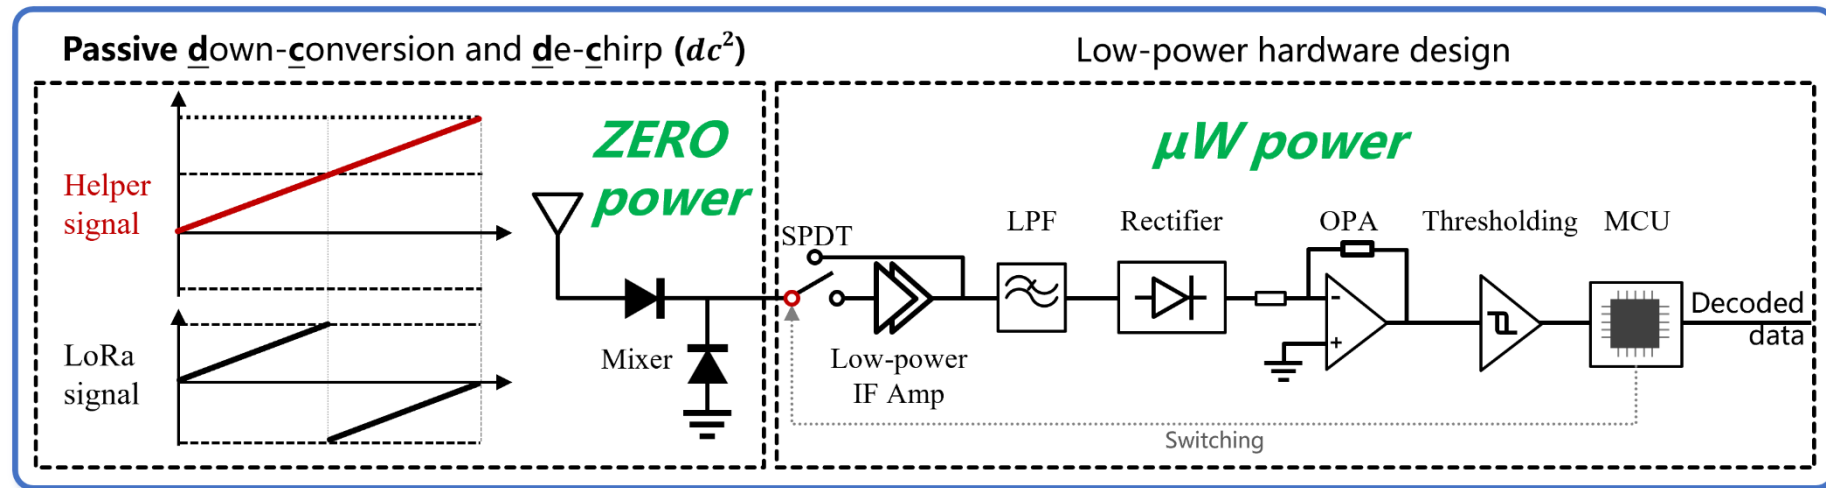 Passive down-conversion and de-chirp (dc²)
Low-power hardware design
Helper
signal
LoRa
signal
ZERO
power
Mixer
µW power
SPDT
LPF
Rectifier
OPA
Thresholding
MCU
Low-power
IF Amp
-
+
Decoded
data
Switching